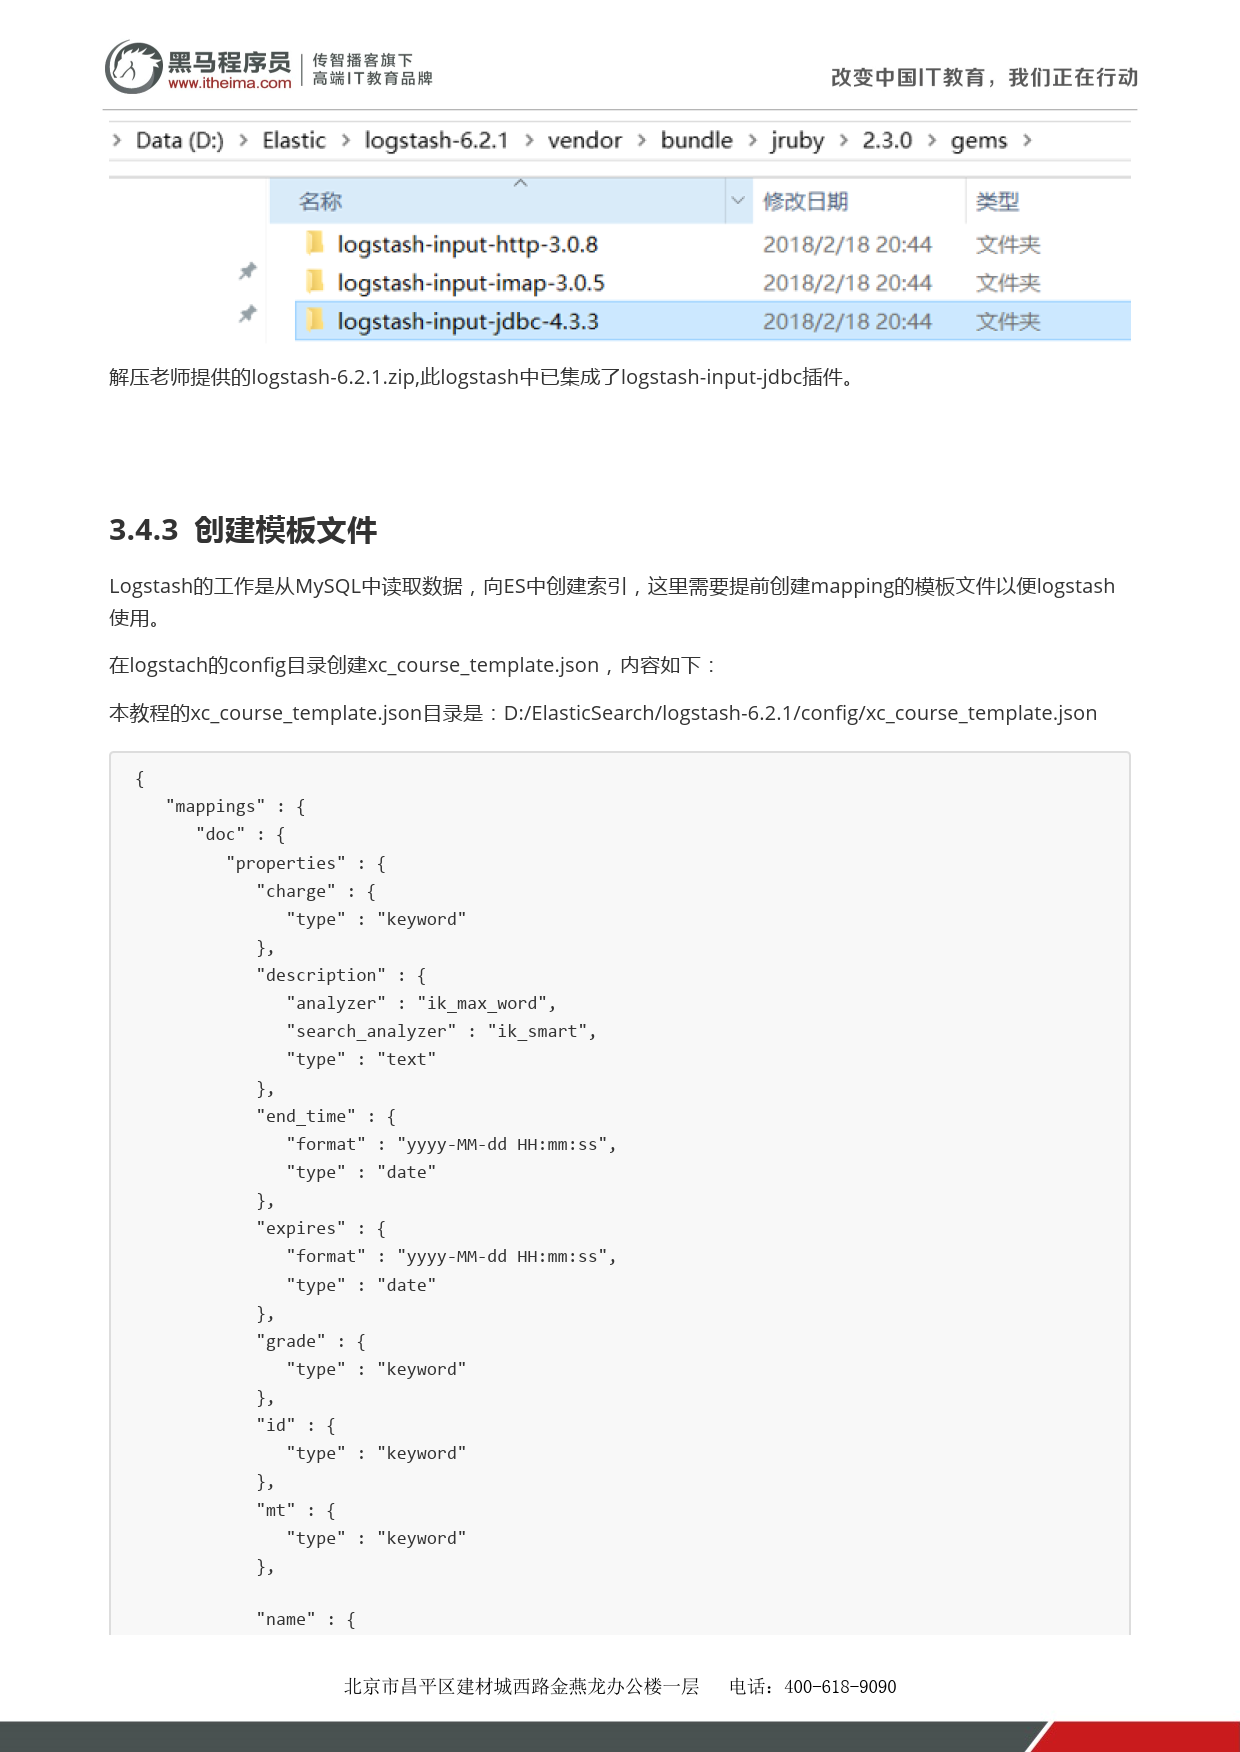 黑马程序员
www.itheima.com
传智播客旗下
高端IT教育品牌
改变中国IT教育，我们正在行动
> Data (D:) > Elastic > logstash-6.2.1 > vendor > bundle > jruby > 2.3.0 > gems >
名称 修改日期 类型
logstash-input-http-3.0.8 2018/2/18 20:44 文件夹
logstash-input-imap-3.0.5 2018/2/18 20:44 文件夹
logstash-input-jdbc-4.3.3 2018/2/18 20:44 文件夹
解压老师提供的logstash-6.2.1.zip,此logstash中已集成了logstash-input-jdbc插件。
3.4.3 创建模板文件
Logstash的工作是从MySQL中读取数据，向ES中创建索引，这里需要提前创建mapping的模板文件以便logstash
使用。
在logstach的config目录创建xc_course_template.json，内容如下：
本教程的xc_course_template.json目录是：D:/ElasticSearch/logstash-6.2.1/config/xc_course_template.json
{
"mappings" : {
"doc" : {
"properties" : {
"charge" : {
"type" : "keyword"
},
"description" : {
"analyzer" : "ik_max_word",
"search_analyzer" : "ik_smart",
"type" : "text"
},
"end_time" : {
"format" : "yyyy-MM-dd HH:mm:ss",
"type" : "date"
},
"expires" : {
"format" : "yyyy-MM-dd HH:mm:ss",
"type" : "date"
},
"grade" : {
"type" : "keyword"
},
"id" : {
"type" : "keyword"
},
"mt" : {
"type" : "keyword"
},
"name" : {
北京市昌平区建材城西路金燕龙办公楼一层 电话：400-618-9090